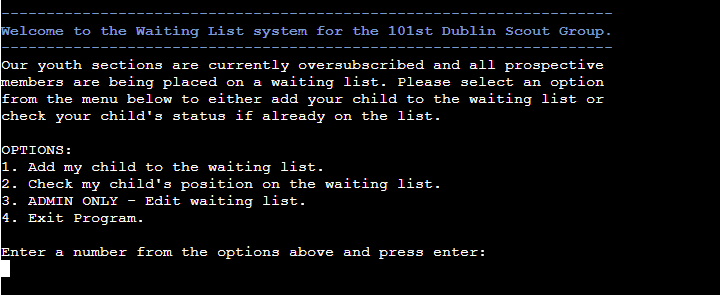 --------------------------------------------------------------------
Welcome to the Waiting List system for the 101st Dublin Scout Group.
--------------------------------------------------------------------
Our youth sections are currently oversubscribed and all prospective
members are being placed on a waiting list. Please select an option
from the menu below to either add your child to the waiting list or
check your child's status if already on the list.
OPTIONS:
1. Add my child to the waiting list.
2. Check my child's position on the waiting list.
3. ADMIN ONLY - Edit waiting list.
4. Exit Program.
Enter a number from the options above and press enter: